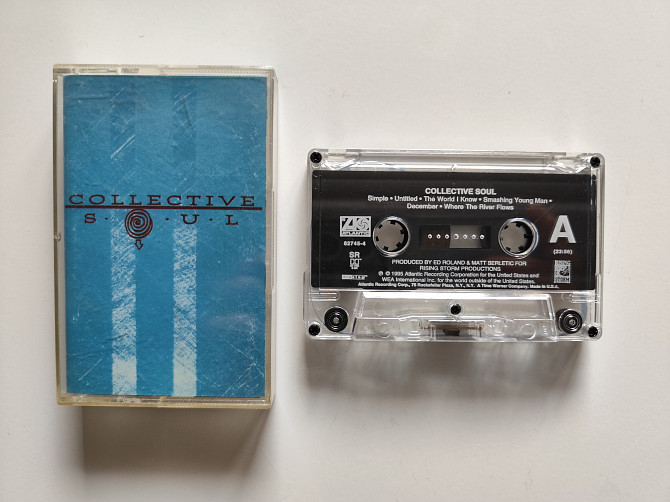 COLLECTIVE
S · O · U · L
COLLECTIVE SOUL
Simple • Untitled • The World I Know • Smashing Young Man •
December • Where The River Flows
ATLANTIC
82745-4
SR
A
(23:56)
PRODUCED BY ED ROLAND & MATT SERLETIC FOR
RISING STORM PRODUCTIONS
℗ © 1995 Atlantic Recording Corporation for the United States and
WEA International Inc. for the world outside of the United States.
Atlantic Recording Corp., 75 Rockefeller Plaza, N.Y., N.Y. A Time Warner Company. Made in U.S.A.